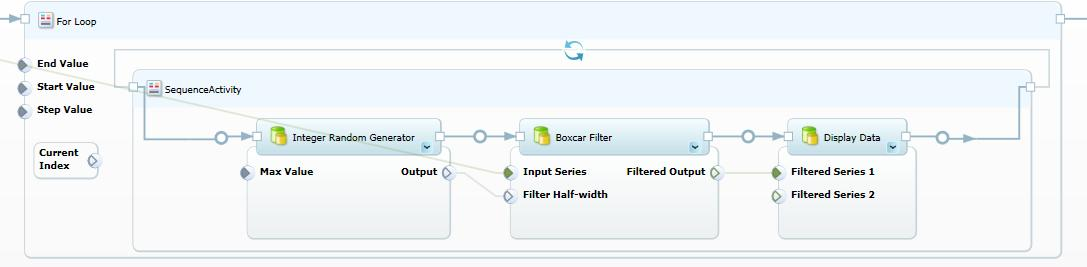 For Loop
End Value
Start Value
Step Value
Current
Index
SequenceActivity
Integer Random Generator
Max Value
Output
Boxcar Filter
Input Series
Filtered Output
Filter Half-width
Display Data
Filtered Series 1
Filtered Series 2